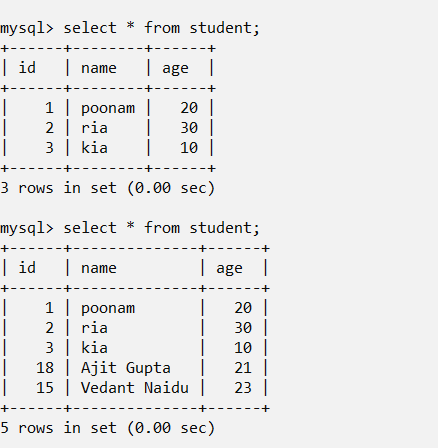 mysql> select * from student;
+------+--------+------+
| id   | name   | age  |
+------+--------+------+
|    1 | poonam |   20 |
|    2 | ria    |   30 |
|    3 | kia    |   10 |
+------+--------+------+
3 rows in set (0.00 sec)

mysql> select * from student;
+------+--------------+------+
| id   | name         | age  |
+------+--------------+------+
|    1 | poonam       |   20 |
|    2 | ria          |   30 |
|    3 | kia          |   10 |
|   18 | Ajit Gupta   |   21 |
|   15 | Vedant Naidu |   23 |
+------+--------------+------+
5 rows in set (0.00 sec)